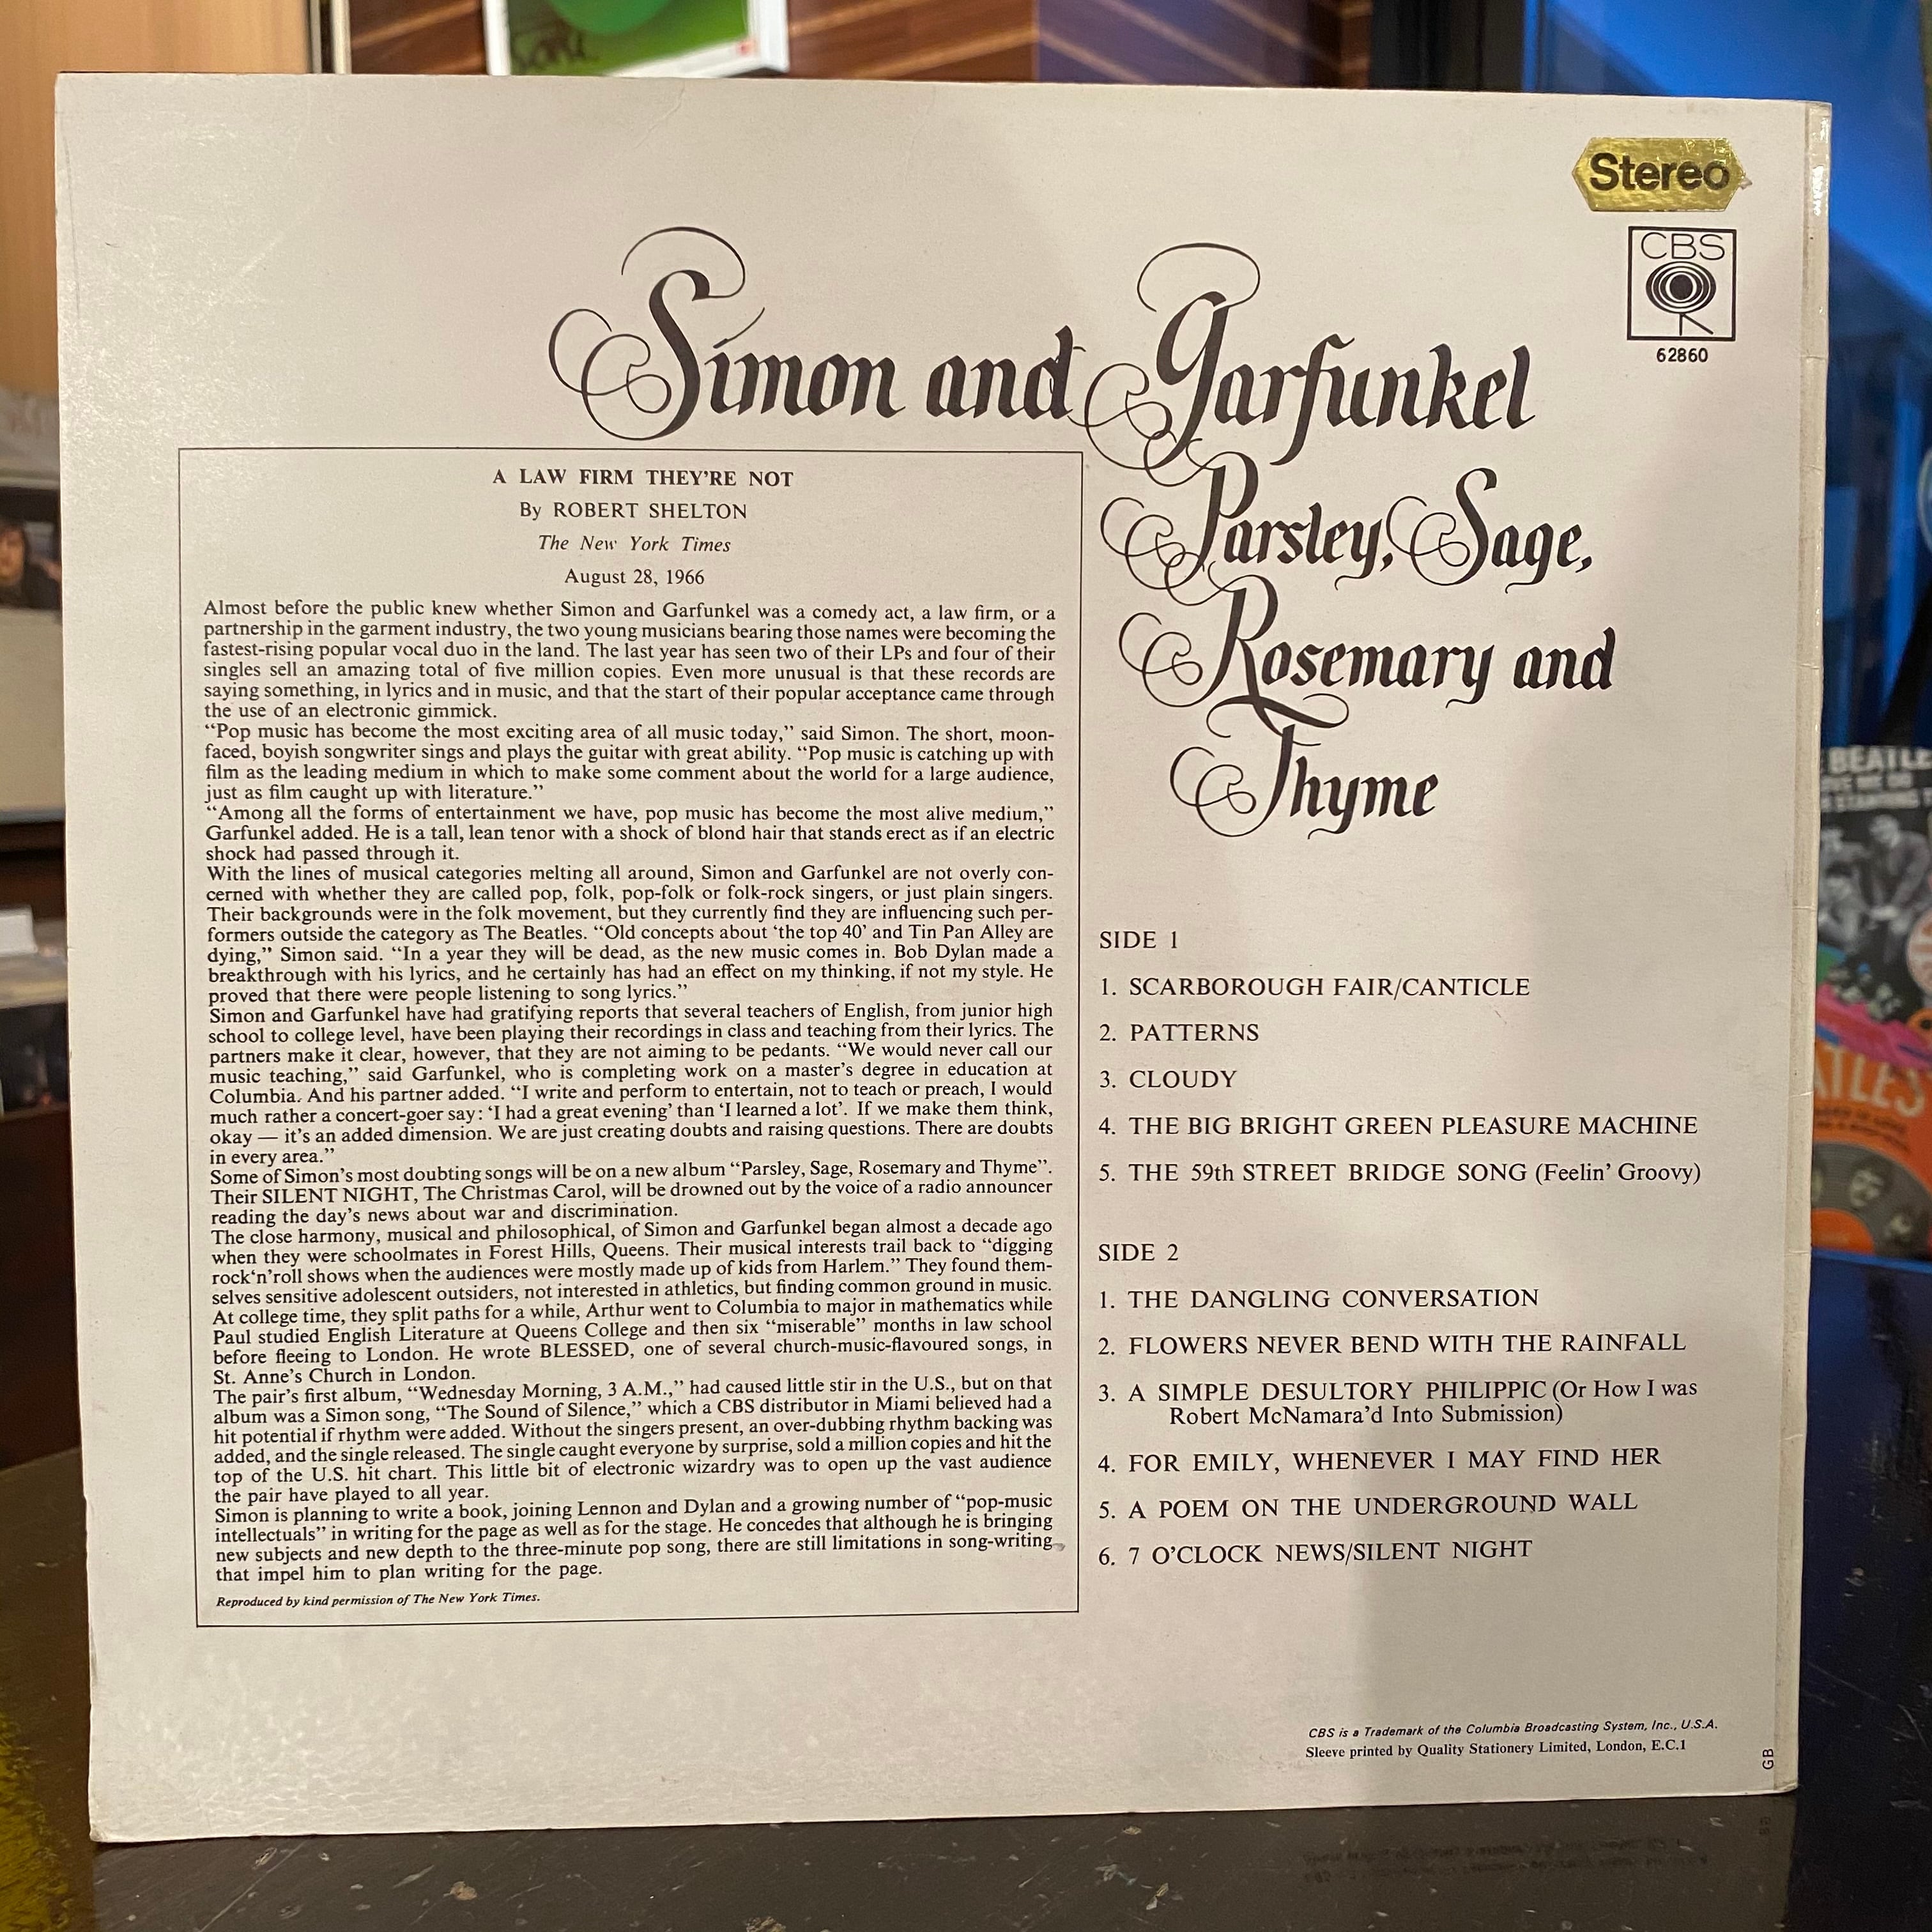 Stereo
CBS
62860
Simon and Garfunkel
Parsley, Sage,
Rosemary and
Thyme
A LAW FIRM THEY'RE NOT
By ROBERT SHELTON
The New York Times
August 28, 1966
Almost before the public knew whether Simon and Garfunkel was a comedy act, a law firm, or a
partnership in the garment industry, the two young musicians bearing those names were becoming the
fastest-rising popular vocal duo in the land. The last year has seen two of their LPs and four of their
singles sell an amazing total of five million copies. Even more unusual is that these records are
saying something, in lyrics and in music, and that the start of their popular acceptance came through
the use of an electronic gimmick.
“Pop music has become the most exciting area of all music today,” said Simon. The short, moon-
faced, boyish songwriter sings and plays the guitar with great ability. “Pop music is catching up with
film as the leading medium in which to make some comment about the world for a large audience,
just as film caught up with literature.”
“Among all the forms of entertainment we have, pop music has become the most alive medium,”
Garfunkel added. He is a tall, lean tenor with a shock of blond hair that stands erect as if an electric
shock had passed through it.
With the lines of musical categories melting all around, Simon and Garfunkel are not overly con-
cerned with whether they are called pop, folk, pop-folk or folk-rock singers, or just plain singers.
Their backgrounds were in the folk movement, but they currently find they are influencing such per-
formers outside the category as The Beatles. “Old concepts about ‘the top 40’ and Tin Pan Alley are
dying,” Simon said. “In a year they will be dead, as the new music comes in. Bob Dylan made a
breakthrough with his lyrics, and he certainly has had an effect on my thinking, if not my style. He
proved that there were people listening to song lyrics.”
Simon and Garfunkel have had gratifying reports that several teachers of English, from junior high
school to college level, have been playing their recordings in class and teaching from their lyrics. The
partners make it clear, however, that they are not aiming to be pedants. “We would never call our
music teaching,” said Garfunkel, who is completing work on a master’s degree in education at
Columbia. And his partner added. “I write and perform to entertain, not to teach or preach, I would
much rather a concert-goer say: ‘I had a great evening’ than ‘I learned a lot’. If we make them think,
okay — it’s an added dimension. We are just creating doubts and raising questions. There are doubts
in every area.”
Some of Simon’s most doubting songs will be on a new album “Parsley, Sage, Rosemary and Thyme”.
Their SILENT NIGHT, The Christmas Carol, will be drowned out by the voice of a radio announcer
reading the day’s news about war and discrimination.
The close harmony, musical and philosophical, of Simon and Garfunkel began almost a decade ago
when they were schoolmates in Forest Hills, Queens. Their musical interests trail back to “digging
rock‘n’roll shows when the audiences were mostly made up of kids from Harlem.” They found them-
selves sensitive adolescent outsiders, not interested in athletics, but finding common ground in music.
At college time, they split paths for a while, Arthur went to Columbia to major in mathematics while
Paul studied English Literature at Queens College and then six “miserable” months in law school
before fleeing to London. He wrote BLESSED, one of several church-music-flavoured songs, in
St. Anne’s Church in London.
The pair’s first album, “Wednesday Morning, 3 A.M.,” had caused little stir in the U.S., but on that
album was a Simon song, “The Sound of Silence,” which a CBS distributor in Miami believed had a
hit potential if rhythm were added. Without the singers present, an over-dubbing rhythm backing was
added, and the single released. The single caught everyone by surprise, sold a million copies and hit the
top of the U.S. hit chart. This little bit of electronic wizardry was to open up the vast audience
the pair have played to all year.
Simon is planning to write a book, joining Lennon and Dylan and a growing number of “pop-music
intellectuals” in writing for the page as well as for the stage. He concedes that although he is bringing
new subjects and new depth to the three-minute pop song, there are still limitations in song-writing
that impel him to plan writing for the page.
Reproduced by kind permission of The New York Times.
SIDE 1
1. SCARBOROUGH FAIR/CANTICLE
2. PATTERNS
3. CLOUDY
4. THE BIG BRIGHT GREEN PLEASURE MACHINE
5. THE 59th STREET BRIDGE SONG (Feelin’ Groovy)
SIDE 2
1. THE DANGLING CONVERSATION
2. FLOWERS NEVER BEND WITH THE RAINFALL
3. A SIMPLE DESULTORY PHILIPPIC (Or How I was
Robert McNamara’d Into Submission)
4. FOR EMILY, WHENEVER I MAY FIND HER
5. A POEM ON THE UNDERGROUND WALL
6. 7 O’CLOCK NEWS/SILENT NIGHT
CBS is a Trademark of the Columbia Broadcasting System, Inc., U.S.A.
Sleeve printed by Quality Stationery Limited, London, E.C.1
GB
BEATLE
ATLES